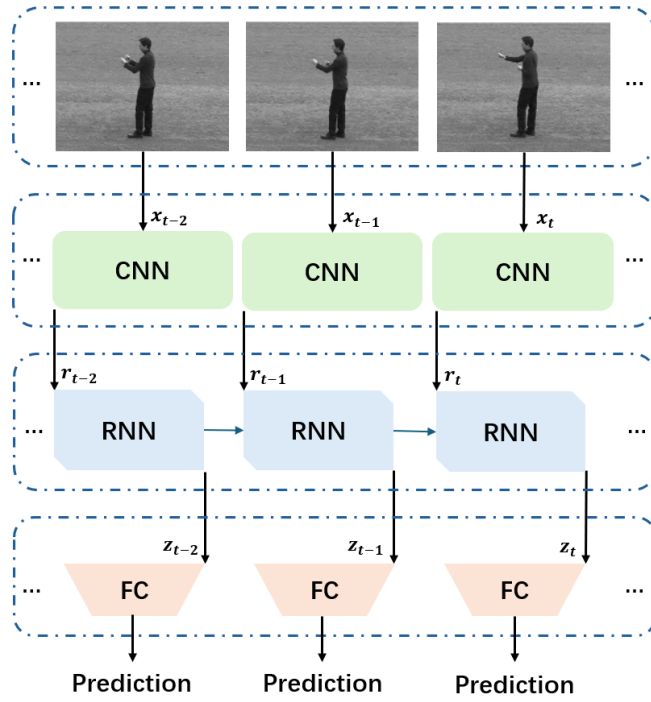 ... ...
x_{t−2} x_{t−1} x_t
... CNN CNN CNN ...
r_{t−2} r_{t−1} r_t
... RNN RNN RNN ...
z_{t−2} z_{t−1} z_t
... FC FC FC ...
Prediction Prediction Prediction